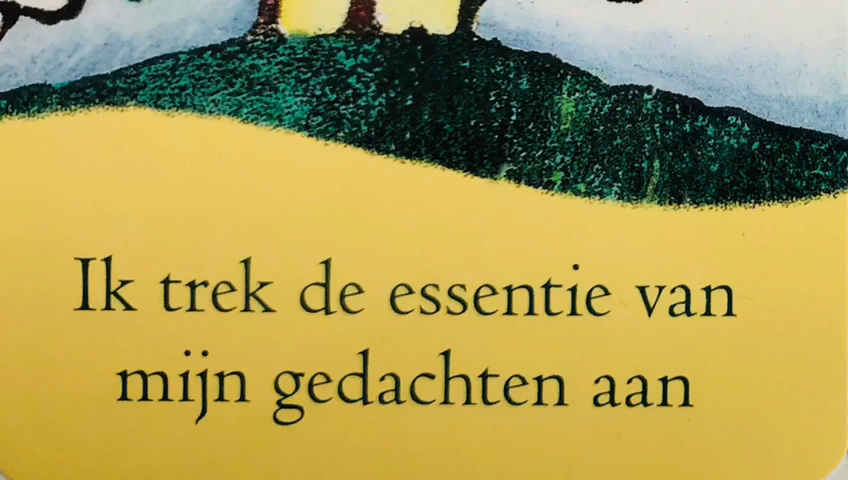 Ik trek de essentie van
mijn gedachten aan